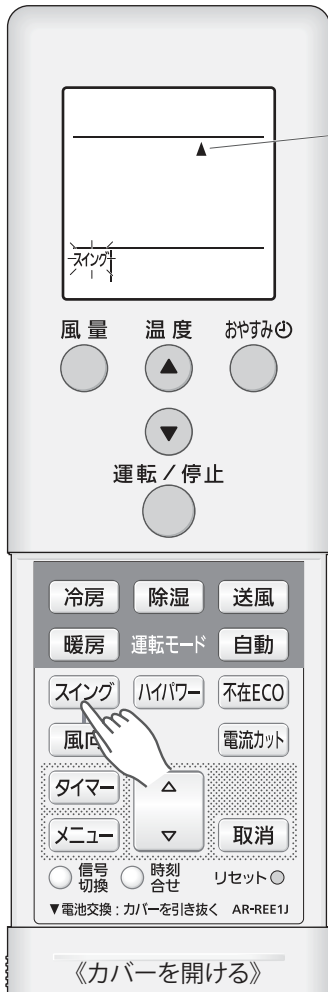 スイング
風量 温度 おやすみ
運転／停止
冷房 除湿 送風
暖房 運転モード 自動
スイング ハイパワー 不在ECO
風向 電流カット
タイマー
メニュー 取消
信号切換 時刻合せ リセット
▼電池交換：カバーを引き抜く AR-REE1J
《カバーを開ける》